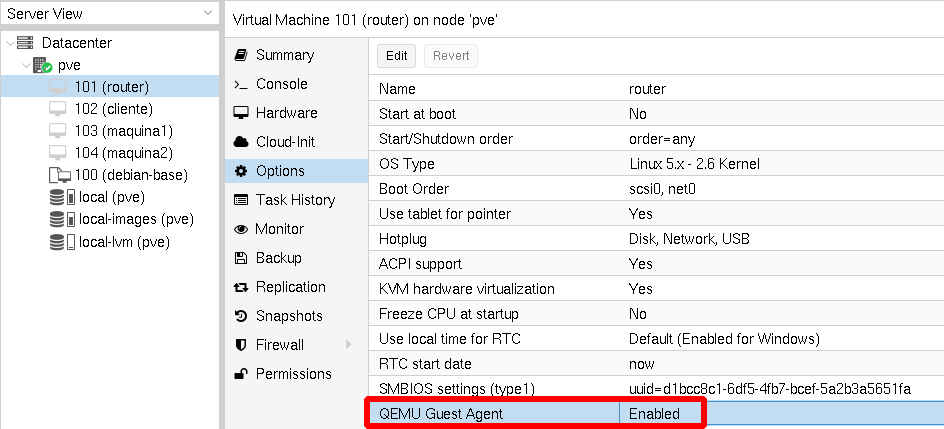 Server View
Datacenter
pve
101 (router)
102 (cliente)
103 (maquina1)
104 (maquina2)
100 (debian-base)
local (pve)
local-images (pve)
local-lvm (pve)
Virtual Machine 101 (router) on node 'pve'
Summary
Console
Hardware
Cloud-Init
Options
Task History
Monitor
Backup
Replication
Snapshots
Firewall
Permissions
Edit Revert
Name router
Start at boot No
Start/Shutdown order order=any
OS Type Linux 5.x - 2.6 Kernel
Boot Order scsi0, net0
Use tablet for pointer Yes
Hotplug Disk, Network, USB
ACPI support Yes
KVM hardware virtualization Yes
Freeze CPU at startup No
Use local time for RTC Default (Enabled for Windows)
RTC start date now
SMBIOS settings (type1) uuid=d1bcc8c1-6df5-4fb7-bcef-5a2b3a5651fa
QEMU Guest Agent Enabled